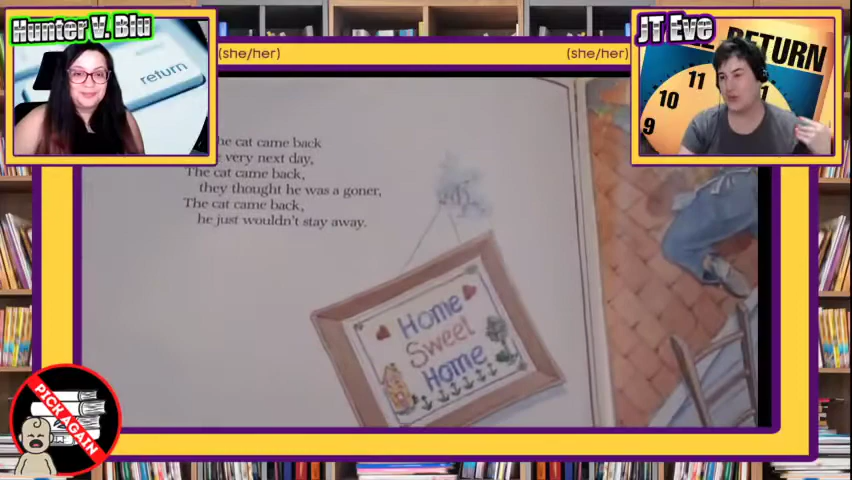 Hunter V. Blu
(she/her)
return
(she/her)
JT Eve
RETURN
11
10
9
1
he cat came back
very next day,
The cat came back,
they thought he was a goner,
The cat came back,
he just wouldn't stay away.
Home
Sweet
Home
PICK AGAIN